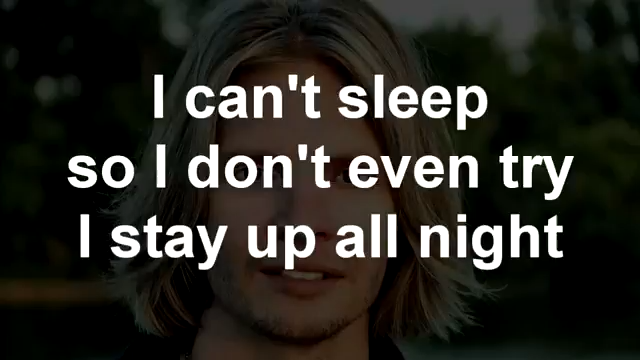 I can't sleep
so I don't even try
I stay up all night